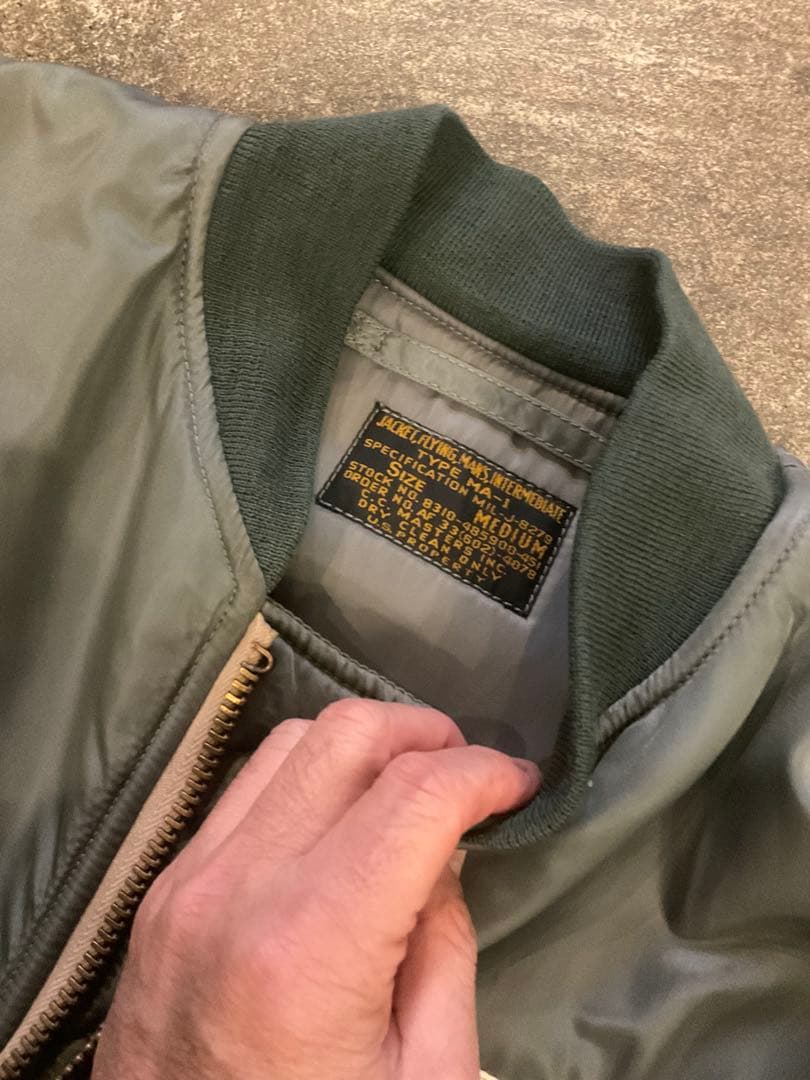 JACKET, FLYING, MAN'S, INTERMEDIATE
TYPE MA-1
SPECIFICATION MIL-J-8279
SIZE MEDIUM
STOCK NO. 8310-485900-451
ORDER NO. AF 33(602)-4078
C.C. MASTERS INC.
DRY CLEAN ONLY
U.S. PROPERTY